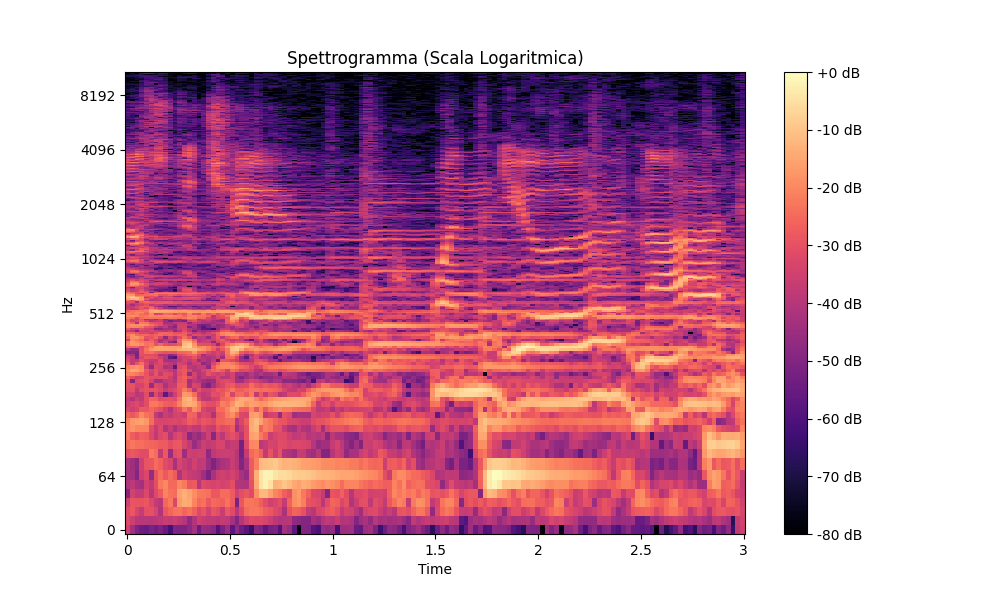 Spettrogramma (Scala Logaritmica)
Hz
8192
4096
2048
1024
512
256
128
64
0
0
0.5
1
1.5
2
2.5
3
Time
+0 dB
-10 dB
-20 dB
-30 dB
-40 dB
-50 dB
-60 dB
-70 dB
-80 dB